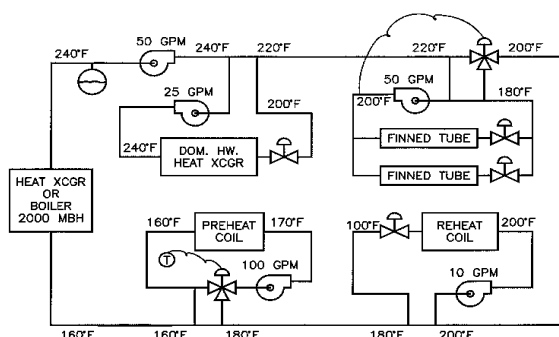 50 GPM
240°F
240°F
220°F
220°F
200°F
25 GPM
200°F
50 GPM
200°F
180°F
240°F
DOM. HW.
HEAT XCGR
FINNED TUBE
FINNED TUBE
HEAT XCGR
OR
BOILER
2000 MBH
160°F
PREHEAT
COIL
170°F
100°F
REHEAT
COIL
200°F
T
100 GPM
10 GPM
160°F
160°F
180°F
180°F
200°F